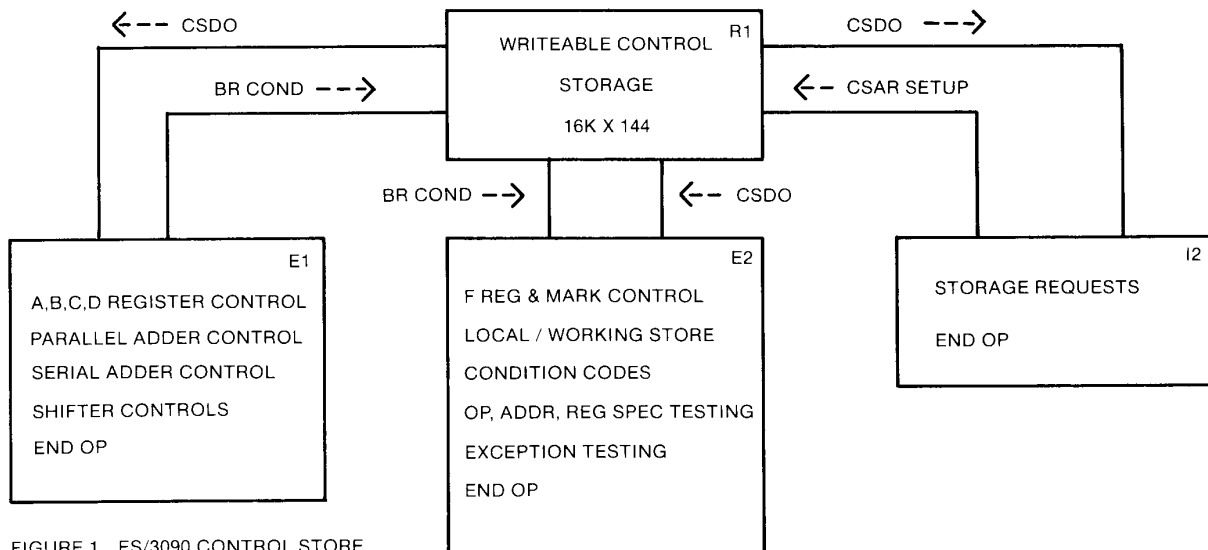 <--- CSDO
BR COND --->
R1
WRITEABLE CONTROL
STORAGE
16K X 144
CSDO --->
<--- CSAR SETUP
BR COND --->
<--- CSDO
E1
A,B,C,D REGISTER CONTROL
PARALLEL ADDER CONTROL
SERIAL ADDER CONTROL
SHIFTER CONTROLS
END OP
E2
F REG & MARK CONTROL
LOCAL / WORKING STORE
CONDITION CODES
OP, ADDR, REG SPEC TESTING
EXCEPTION TESTING
END OP
I2
STORAGE REQUESTS
END OP
FIGURE 1 ES/3090 CONTROL STORE